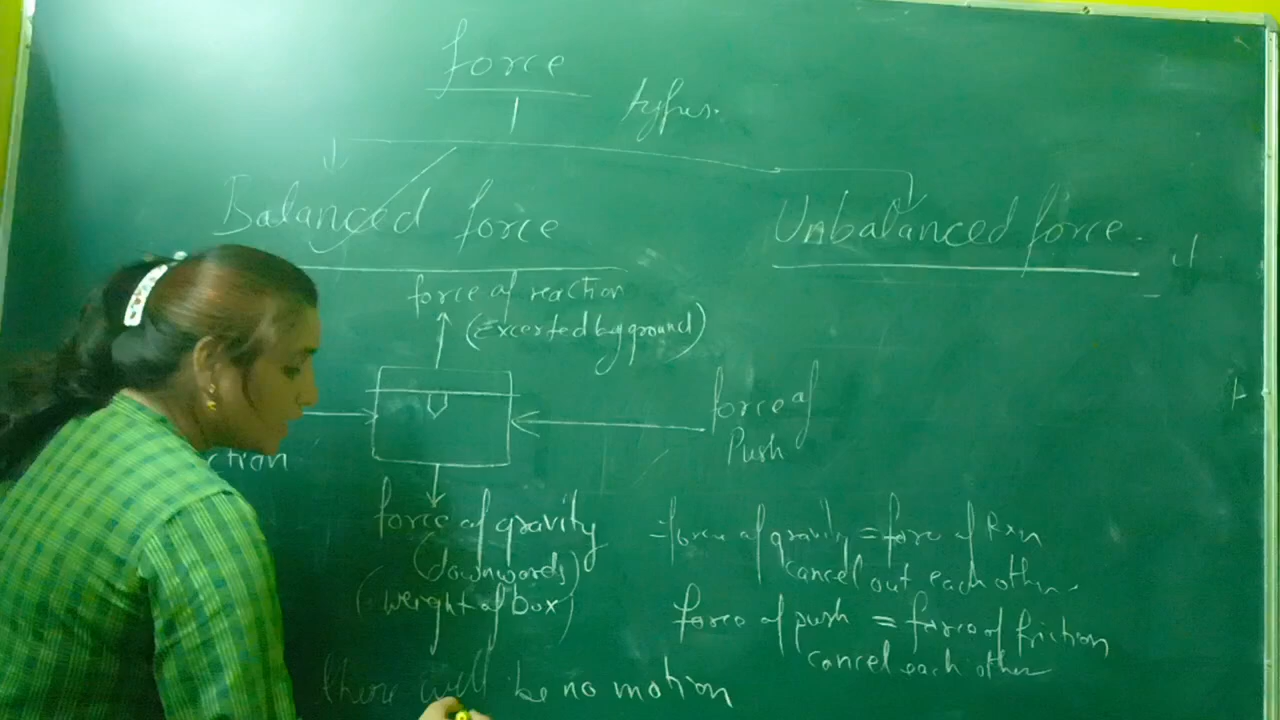 force
types.
Balanced force
Unbalanced force.
force of reaction
(Excerted by ground)
force of
Push
ction
force of gravity
(downwards)
(weight of box)
force of gravity = force of Rxn
cancel out each other.
force of push = force of friction
cancel each other
there will be no motion